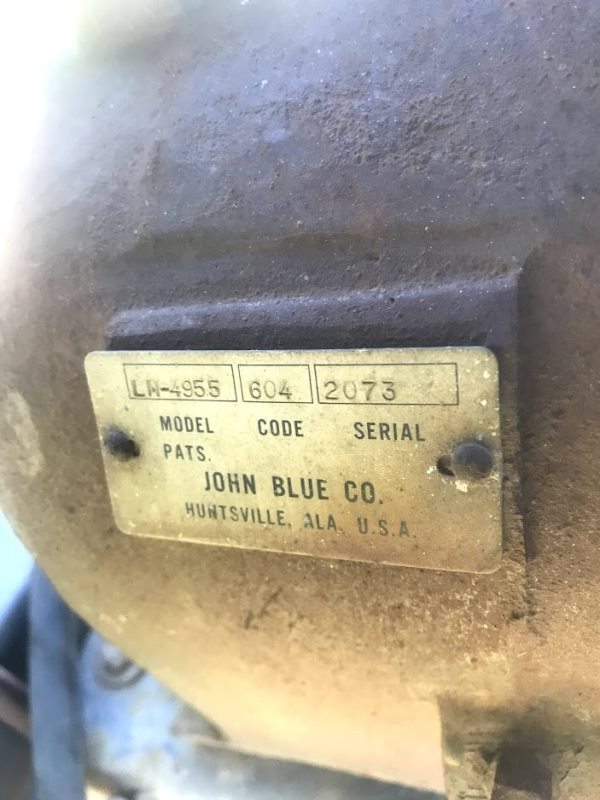 LM-4955 604 2073
MODEL CODE SERIAL
PATS.
JOHN BLUE CO.
HUNTSVILLE, ALA. U.S.A.